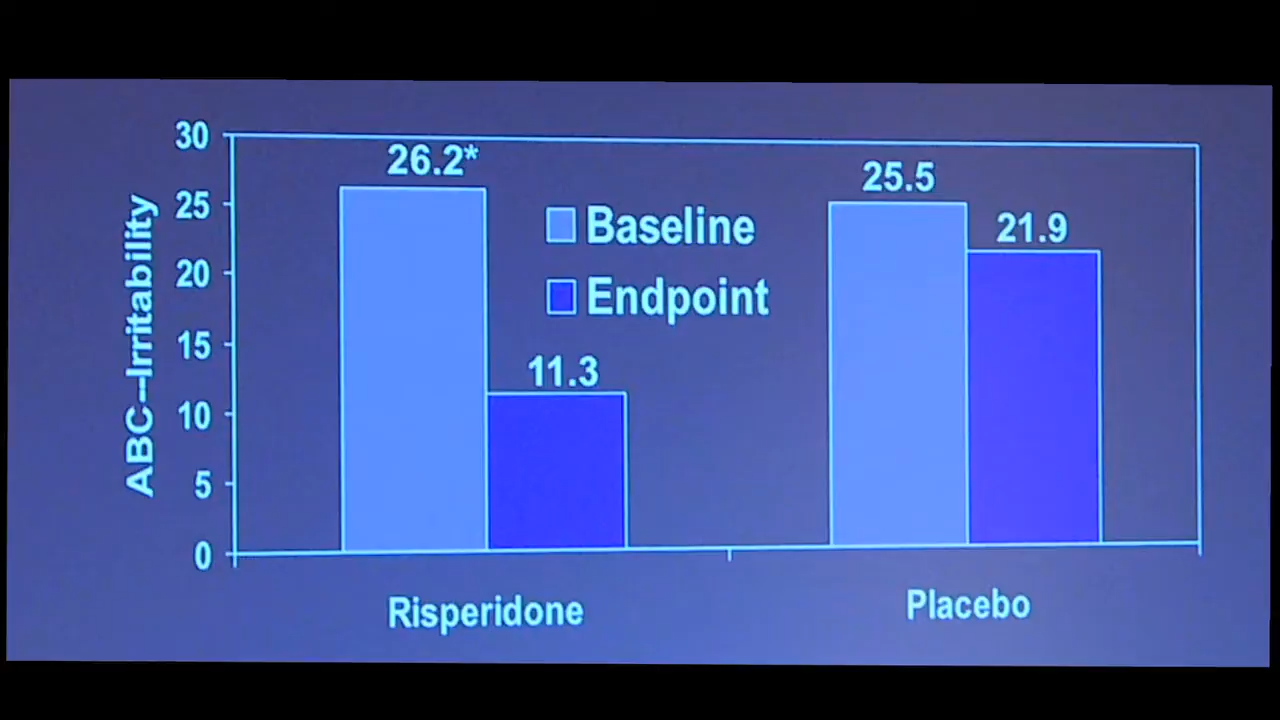 ABC–Irritability
30
25
20
15
10
5
0
26.2*
11.3
25.5
21.9
Baseline
Endpoint
Risperidone
Placebo